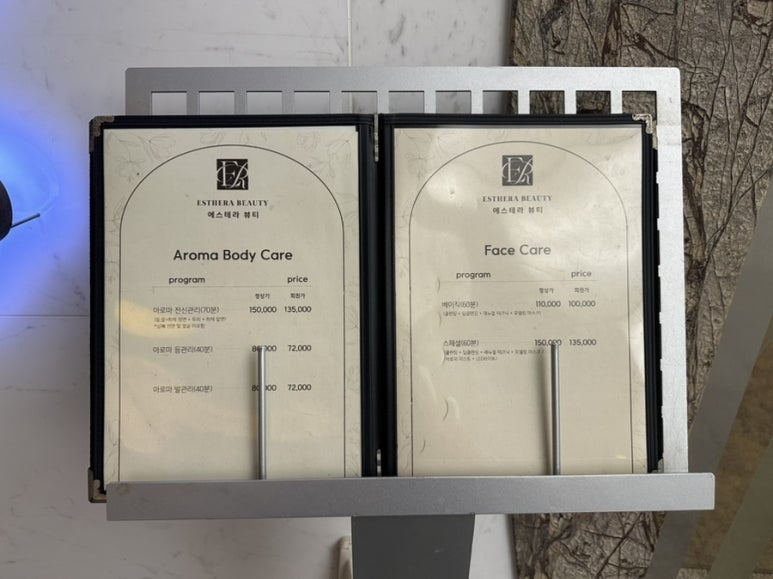 ESTHERA BEAUTY
에스테라 뷰티
Aroma Body Care
program price
정상가 회원가
아로마 전신관리(70분) 150,000 135,000
아로마 등관리(40분) 72,000
아로마 발관리(40분) 72,000
ESTHERA BEAUTY
에스테라 뷰티
Face Care
program price
정상가 회원가
베이직(60분) 110,000 100,000
스페셜(60분) 135,000